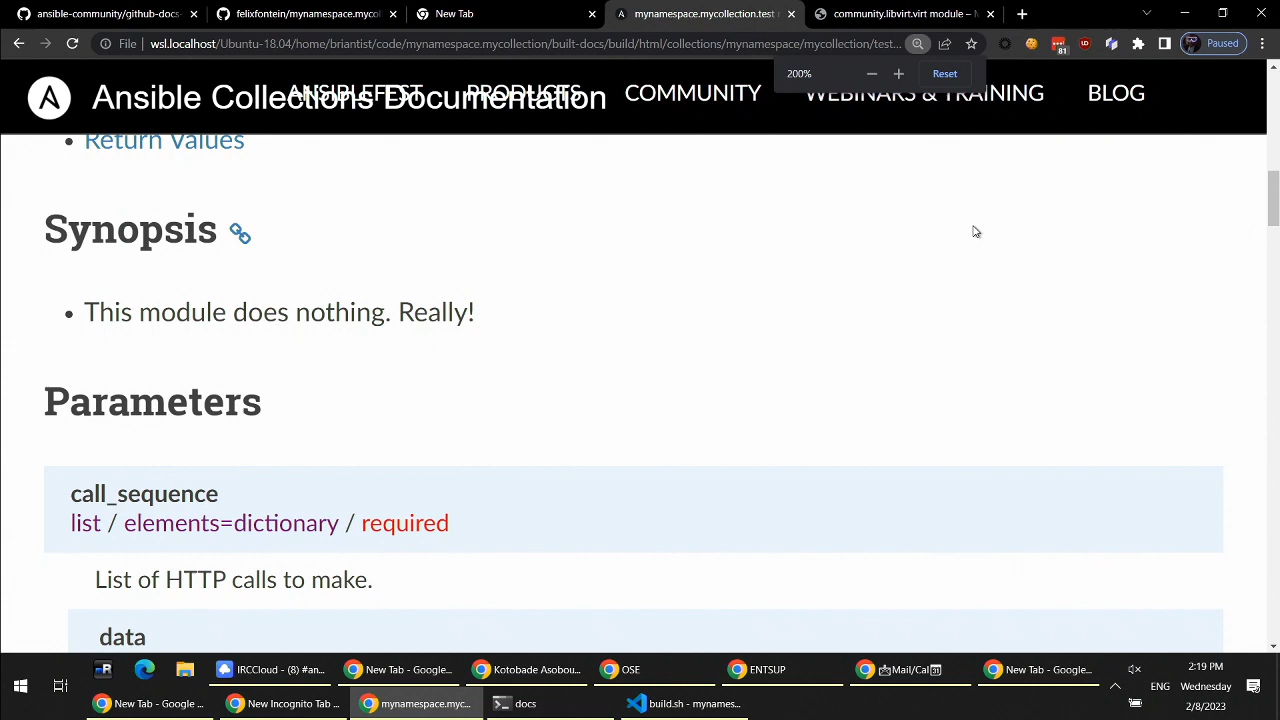 ansible-community/github-docs-
felixfontein/mynamespace.mycol
New Tab
mynamespace.mycollection.test r
community.libvirt.virt module – M
File wsl.localhost/Ubuntu-18.04/home/briantist/code/mynamespace.mycollection/built-docs/build/html/collections/mynamespace/mycollection/test...
81
Paused
200%
Reset
Ansible Collections Documentation
ANSIBLEFEST PRODUCTS COMMUNITY WEBINARS & TRAINING BLOG
Return Values
Synopsis
This module does nothing. Really!
Parameters
call_sequence
list / elements=dictionary / required
List of HTTP calls to make.
data
IRCCloud - (8) #an...
New Tab - Google...
Kotobade Asobou...
OSE
ENTSUP
Mail/Cal
New Tab - Google...
New Tab - Google ...
New Incognito Tab ...
mynamespace.myc...
docs
build.sh - mynames...
ENG
2:19 PM
Wednesday
2/8/2023